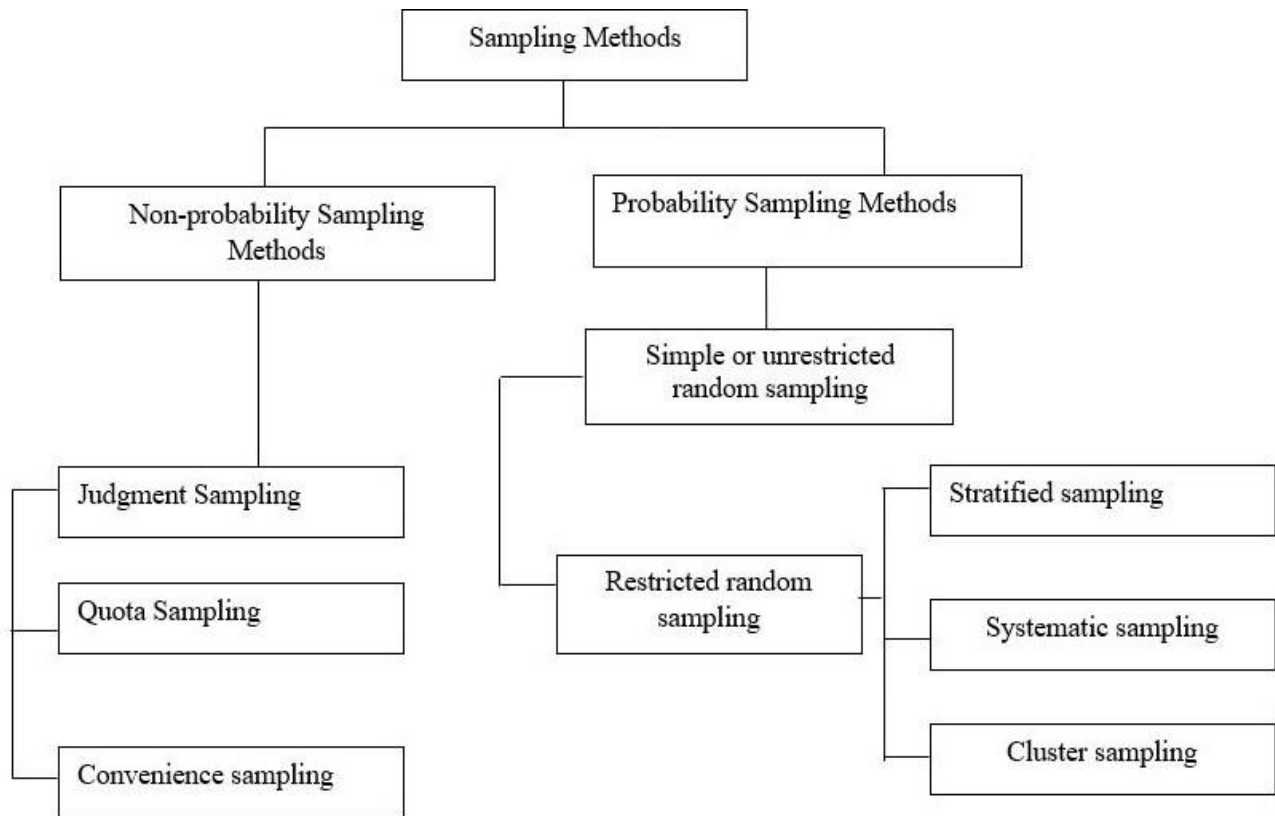 Sampling Methods
Non-probability Sampling
Methods
Probability Sampling Methods
Simple or unrestricted
random sampling
Judgment Sampling
Quota Sampling
Convenience sampling
Restricted random
sampling
Stratified sampling
Systematic sampling
Cluster sampling